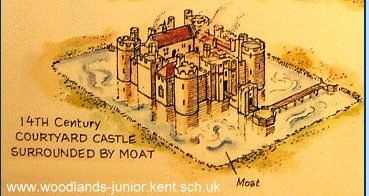 14TH Century
COURTYARD CASTLE
SURROUNDED BY MOAT
Moat
www.woodlands-junior.kent.sch.uk